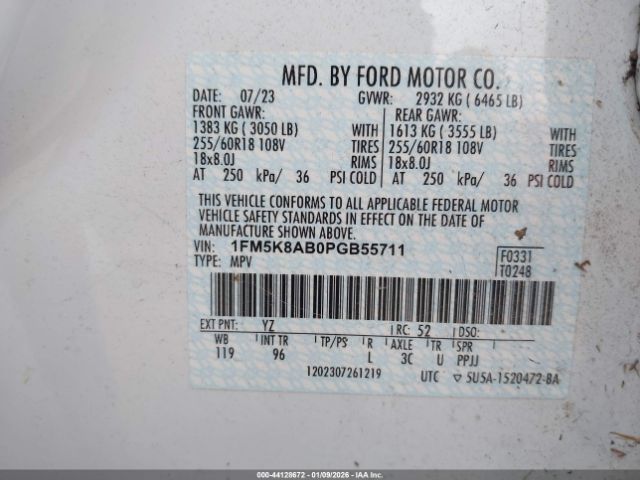 MFD. BY FORD MOTOR CO.
DATE: 07/23 GVWR: 2932 KG ( 6465 LB)
FRONT GAWR: REAR GAWR:
1383 KG ( 3050 LB) WITH 1613 KG ( 3555 LB) WITH
255/60R18 108V TIRES 255/60R18 108V TIRES
18x8.0J RIMS 18x8.0J RIMS
AT 250 kPa/ 36 PSI COLD AT 250 kPa/ 36 PSI COLD
THIS VEHICLE CONFORMS TO ALL APPLICABLE FEDERAL MOTOR
VEHICLE SAFETY STANDARDS IN EFFECT ON THE DATE OF
MANUFACTURE SHOWN ABOVE.
VIN: 1FM5K8AB0PGB55711 F0331
TYPE: MPV T0248
EXT PNT: YZ RC: 52 DSO:
WB INT TR TP/PS R AXLE TR SPR
119 96 L 3C U PPJJ
1202307261219 UTC ▽ 5U5A-1520472-BA
000-44128672 - 01/09/2026 - IAAI.com